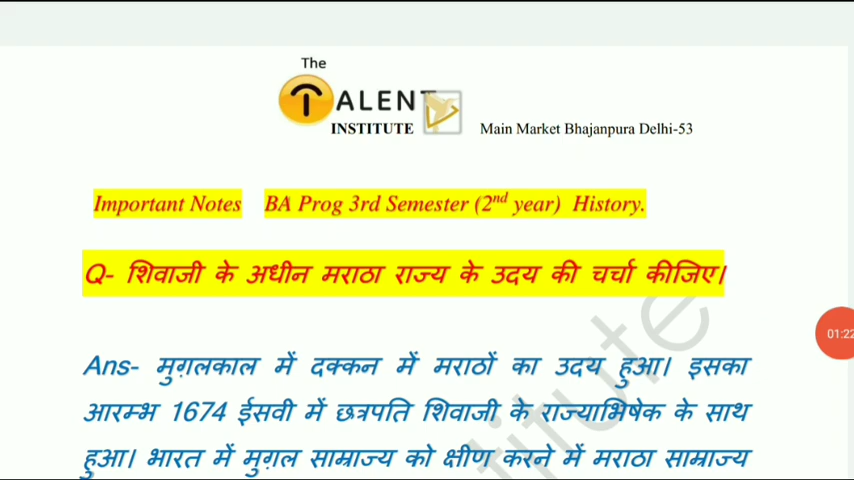 The
TALENT
INSTITUTE
Main Market Bhajanpura Delhi-53
Important Notes BA Prog 3rd Semester (2nd year) History.
Q- शिवाजी के अधीन मराठा राज्य के उदय की चर्चा कीजिए।
Ans- मुग़लकाल में दक्कन में मराठों का उदय हुआ। इसका
आरम्भ 1674 ईसवी में छत्रपति शिवाजी के राज्याभिषेक के साथ
हुआ। भारत में मुग़ल साम्राज्य को क्षीण करने में मराठा साम्राज्य
01:22